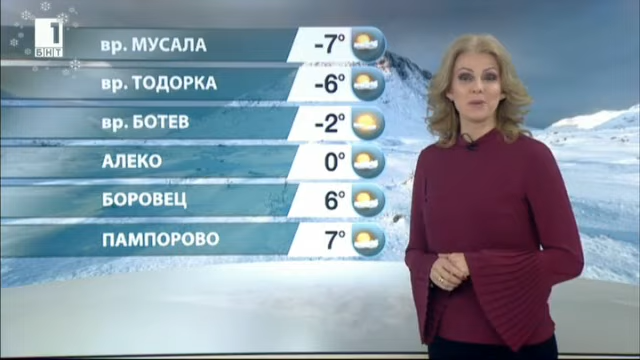 1
БНТ
вр. МУСАЛА -7°
вр. ТОДОРКА -6°
вр. БОТЕВ -2°
АЛЕКО 0°
БОРОВЕЦ 6°
ПАМПОРОВО 7°